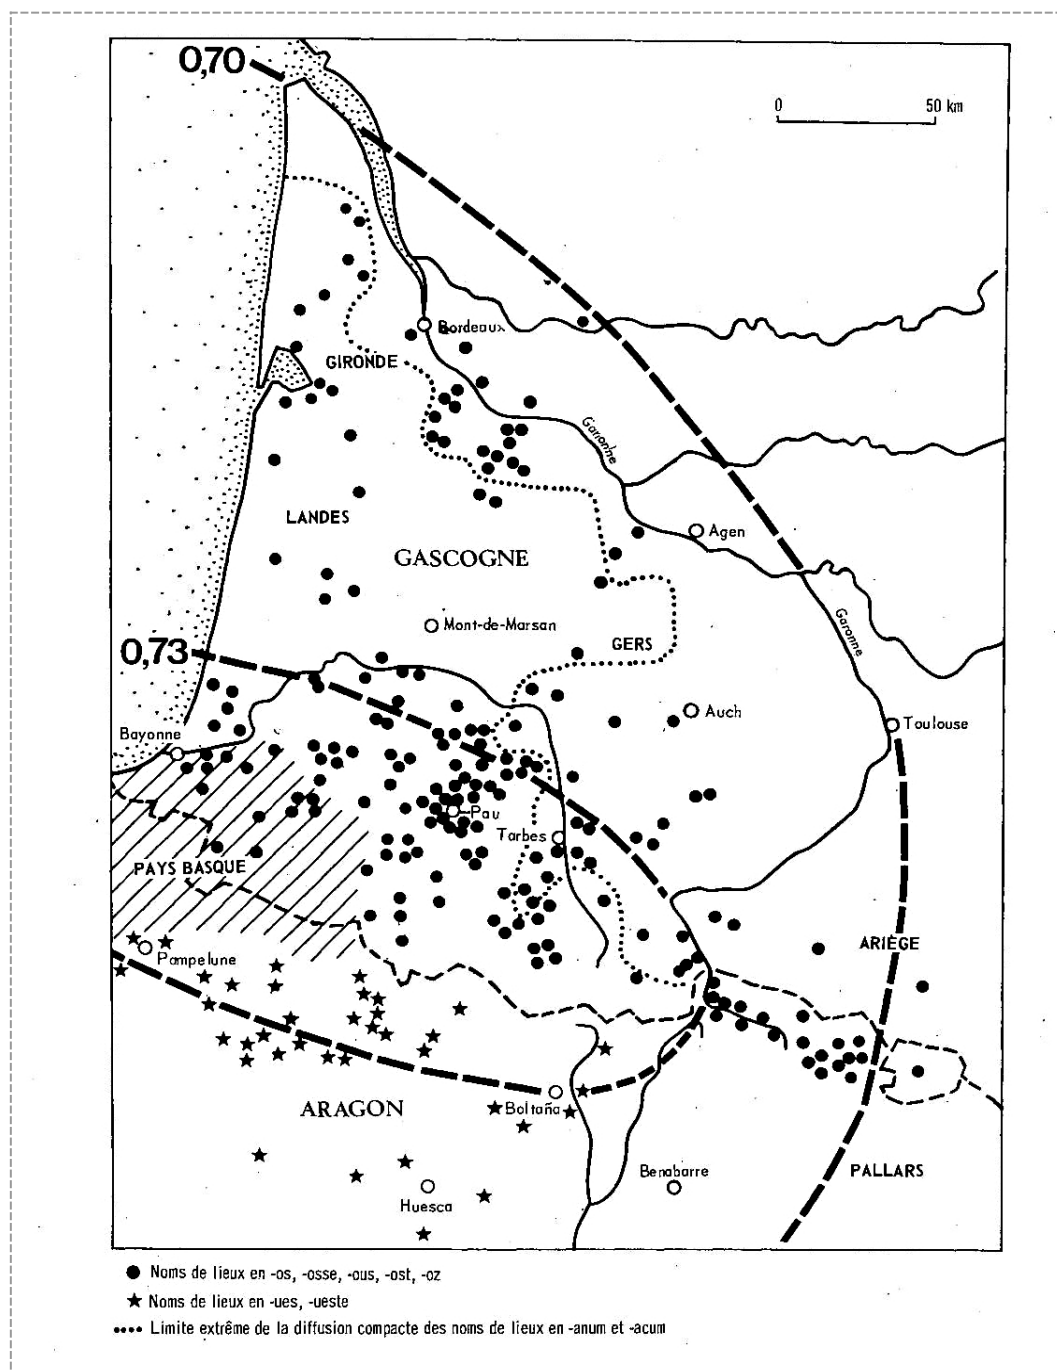 0,70
0 50 km
Bordeaux
GIRONDE
Garonne
LANDES
Agen
GASCOGNE
Mont-de-Marsan
Garonne
GERS
0,73
Auch
Toulouse
Bayonne
Pau
Tarbes
PAYS BASQUE
ARIÈGE
Pampelune
ARAGON
Boltaña
Benabarre
PALLARS
Huesca
Noms de lieux en -os, -osse, -ous, -ost, -oz
Noms de lieux en -ues, -ueste
Limite extrême de la diffusion compacte des noms de lieux en -anum et -acum